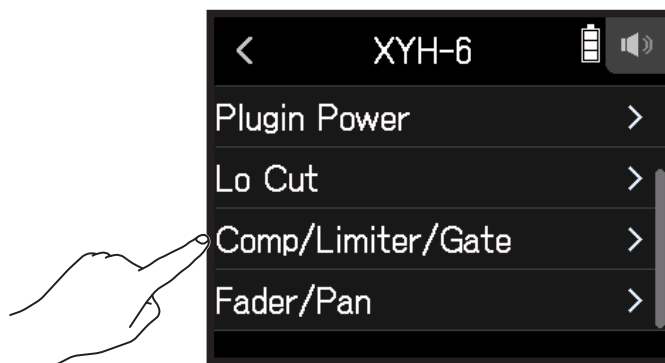 XYH-6
Plugin Power
Lo Cut
Comp/Limiter/Gate
Fader/Pan